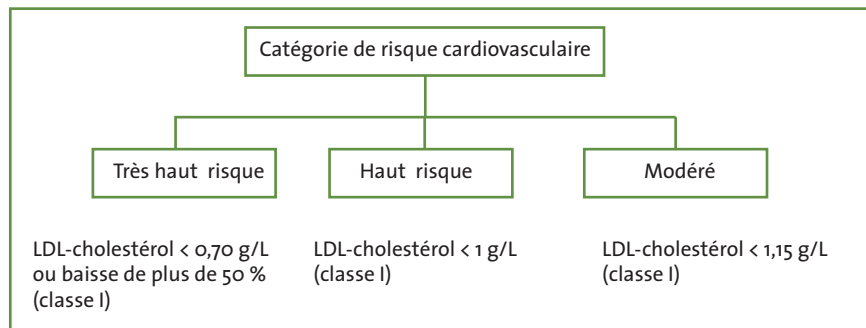 Catégorie de risque cardiovasculaire
Très haut risque
Haut risque
Modéré
LDL-cholestérol < 0,70 g/L
ou baisse de plus de 50 %
(classe I)
LDL-cholestérol < 1 g/L
(classe I)
LDL-cholestérol < 1,15 g/L
(classe I)